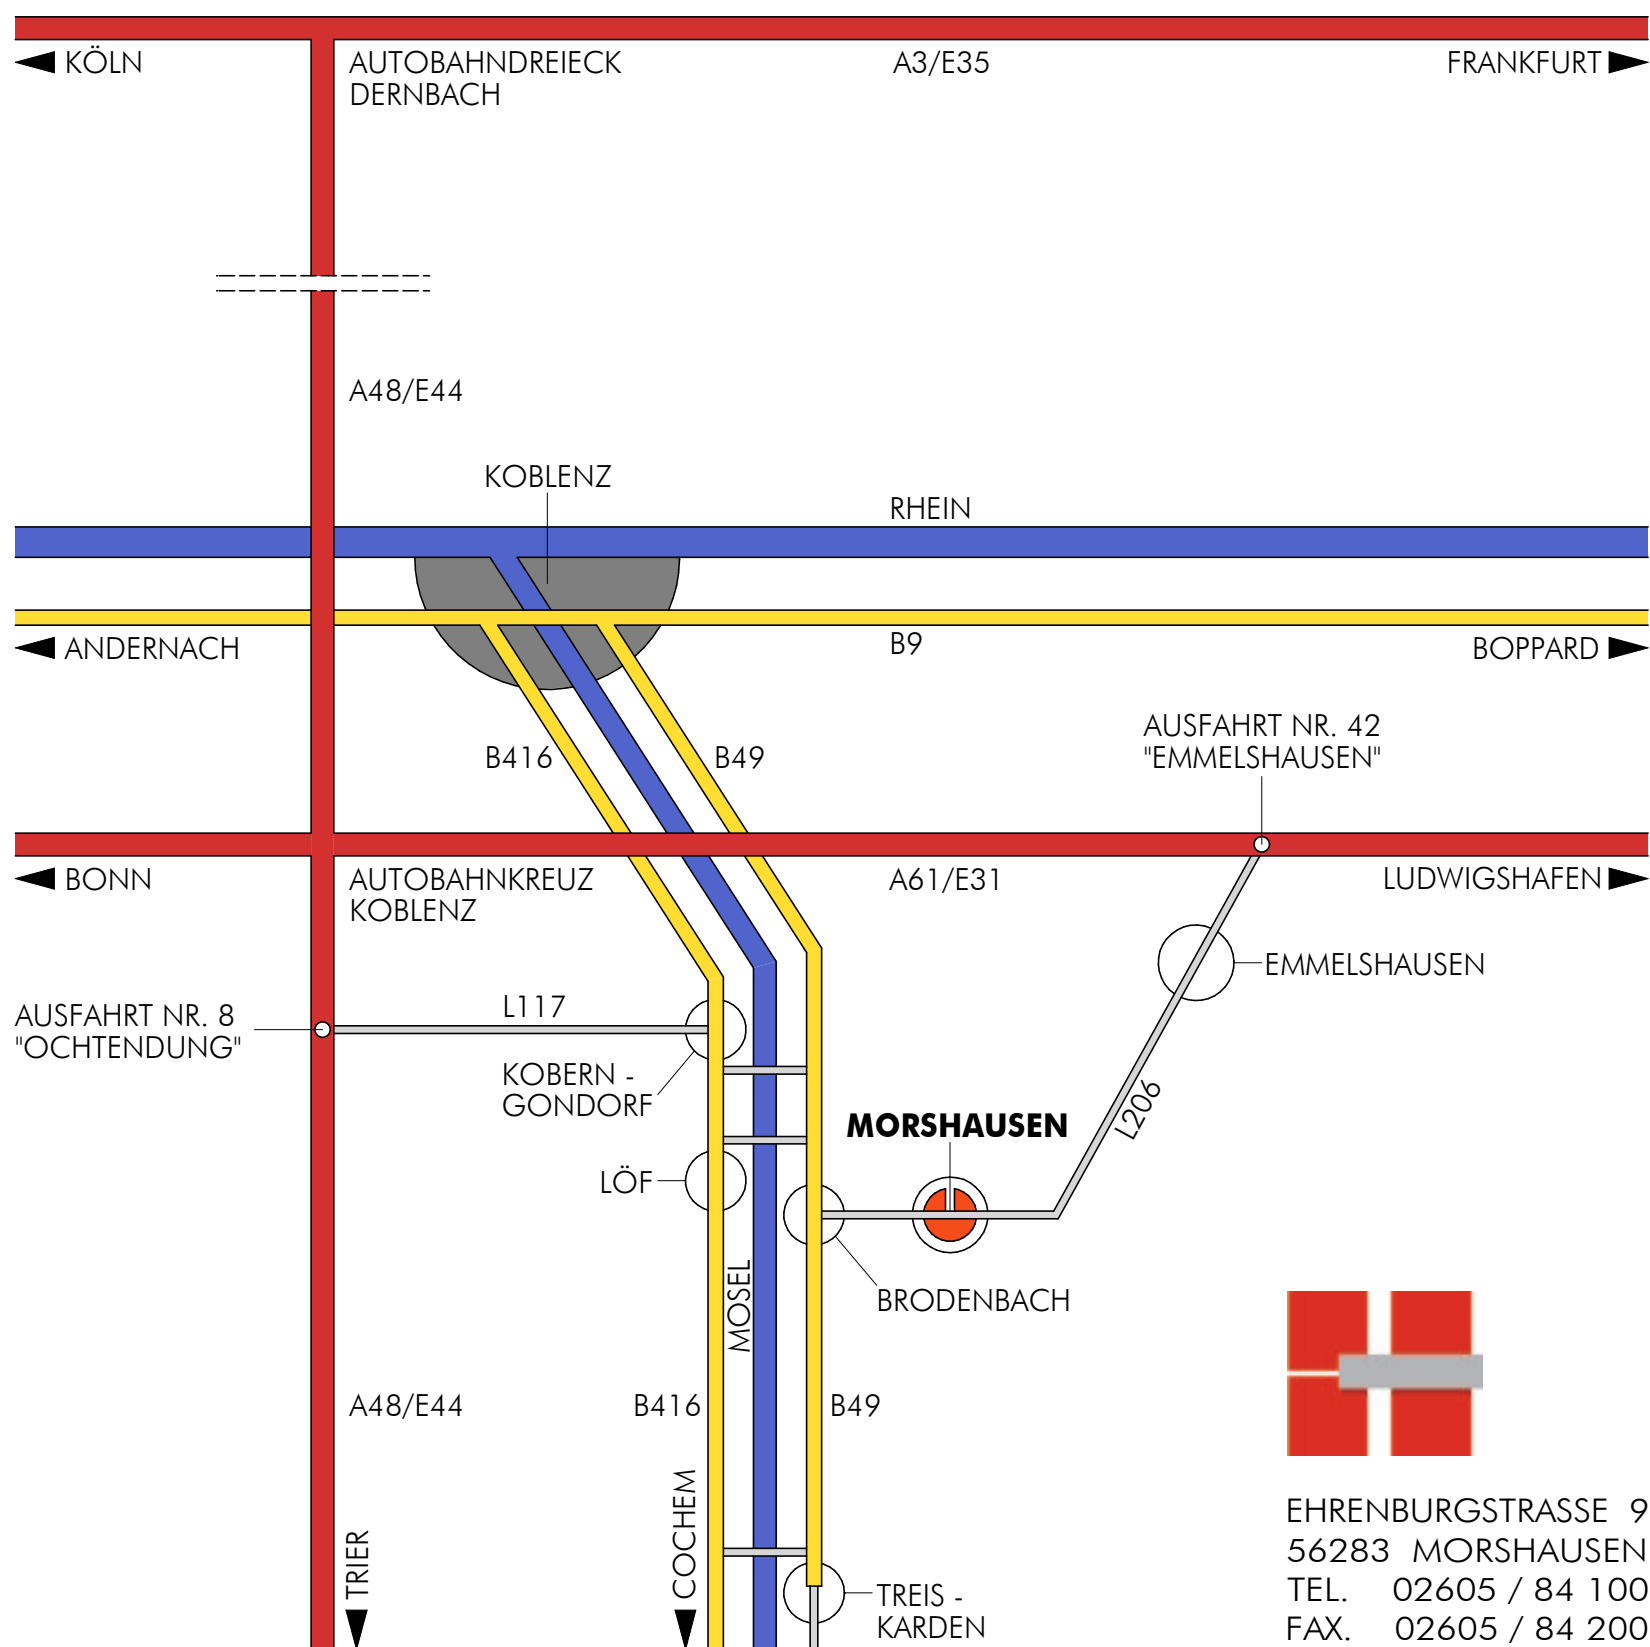 KÖLN
AUTOBAHNDREIECK
DERNBACH
A3/E35
FRANKFURT
A48/E44
KOBLENZ
RHEIN
ANDERNACH
B9
BOPPARD
AUSFAHRT NR. 42
"EMMELSHAUSEN"
B416
B49
BONN
AUTOBAHNKREUZ
KOBLENZ
A61/E31
LUDWIGSHAFEN
EMMELSHAUSEN
AUSFAHRT NR. 8
"OCHTENDUNG"
L117
KOBERN -
GONDORF
L206
MORSHAUSEN
LÖF
MOSEL
BRODENBACH
A48/E44
B416
B49
TRIER
COCHEM
TREIS -
KARDEN
EHRENBURGSTRASSE 9
56283 MORSHAUSEN
TEL. 02605 / 84 100
FAX. 02605 / 84 200